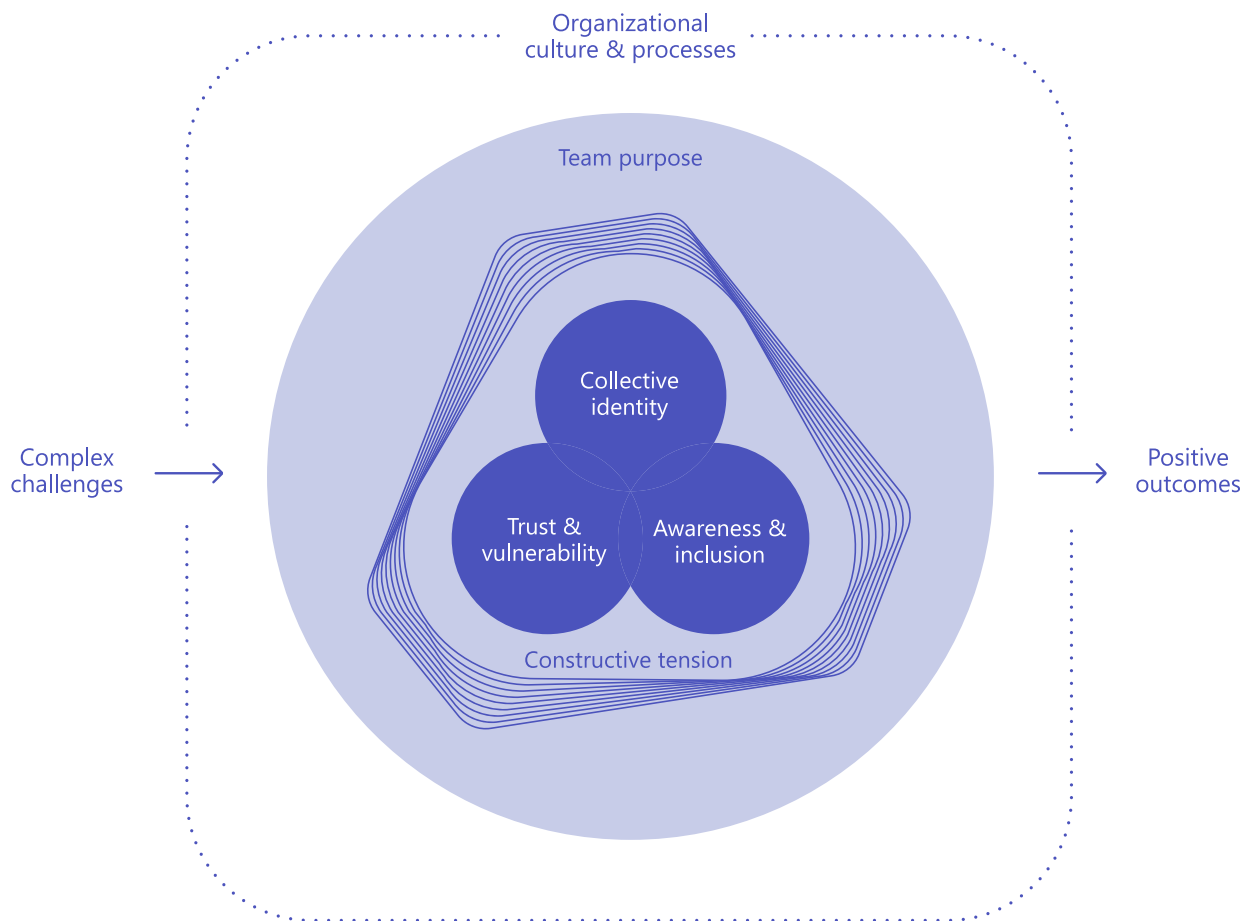 Organizational
culture & processes
Team purpose
Collective
identity
Complex
challenges
Positive
outcomes
Trust &
vulnerability
Awareness &
inclusion
Constructive tension